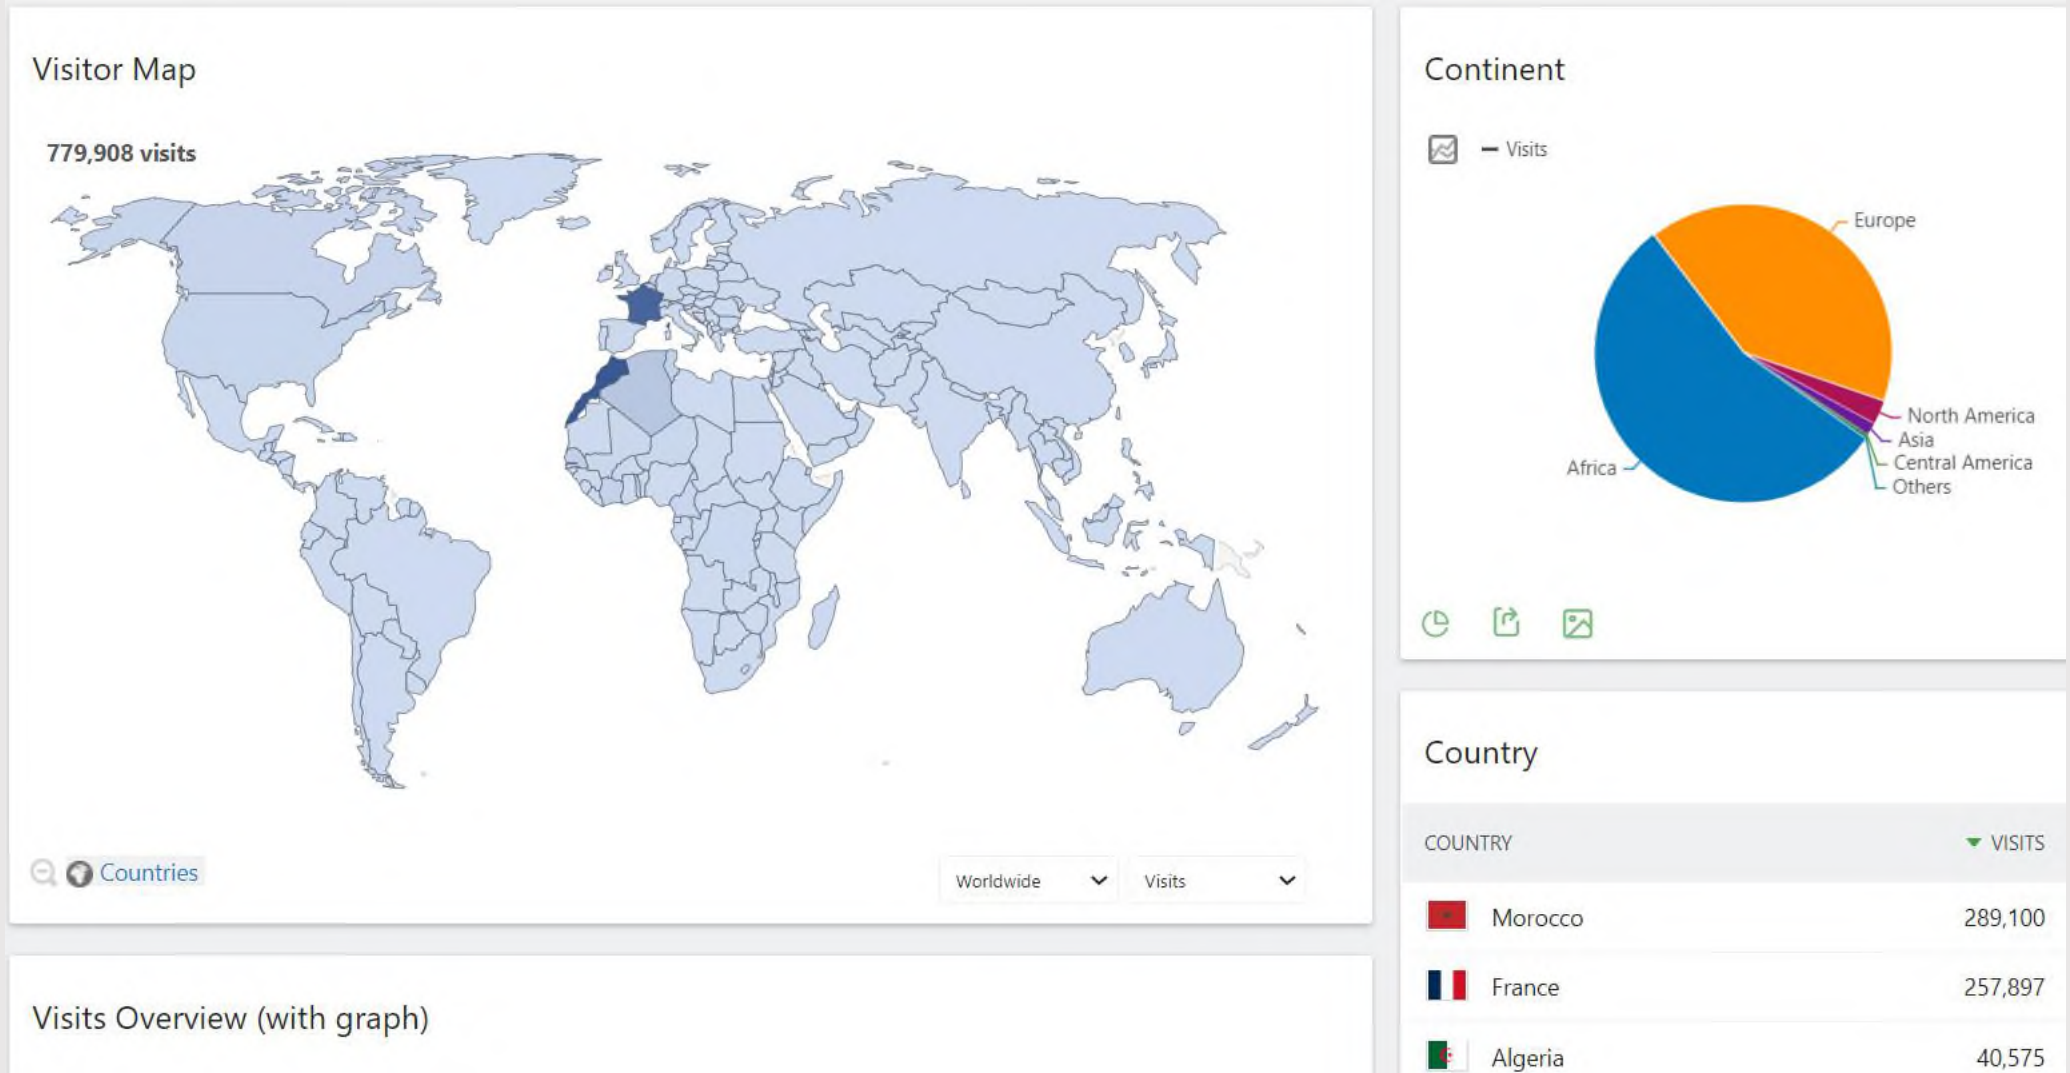 Visitor Map
779,908 visits
Countries
Worldwide
Visits
Visits Overview (with graph)
Continent
Visits
Europe
North America
Asia
Central America
Others
Africa
Country
COUNTRY VISITS
Morocco 289,100
France 257,897
Algeria 40,575